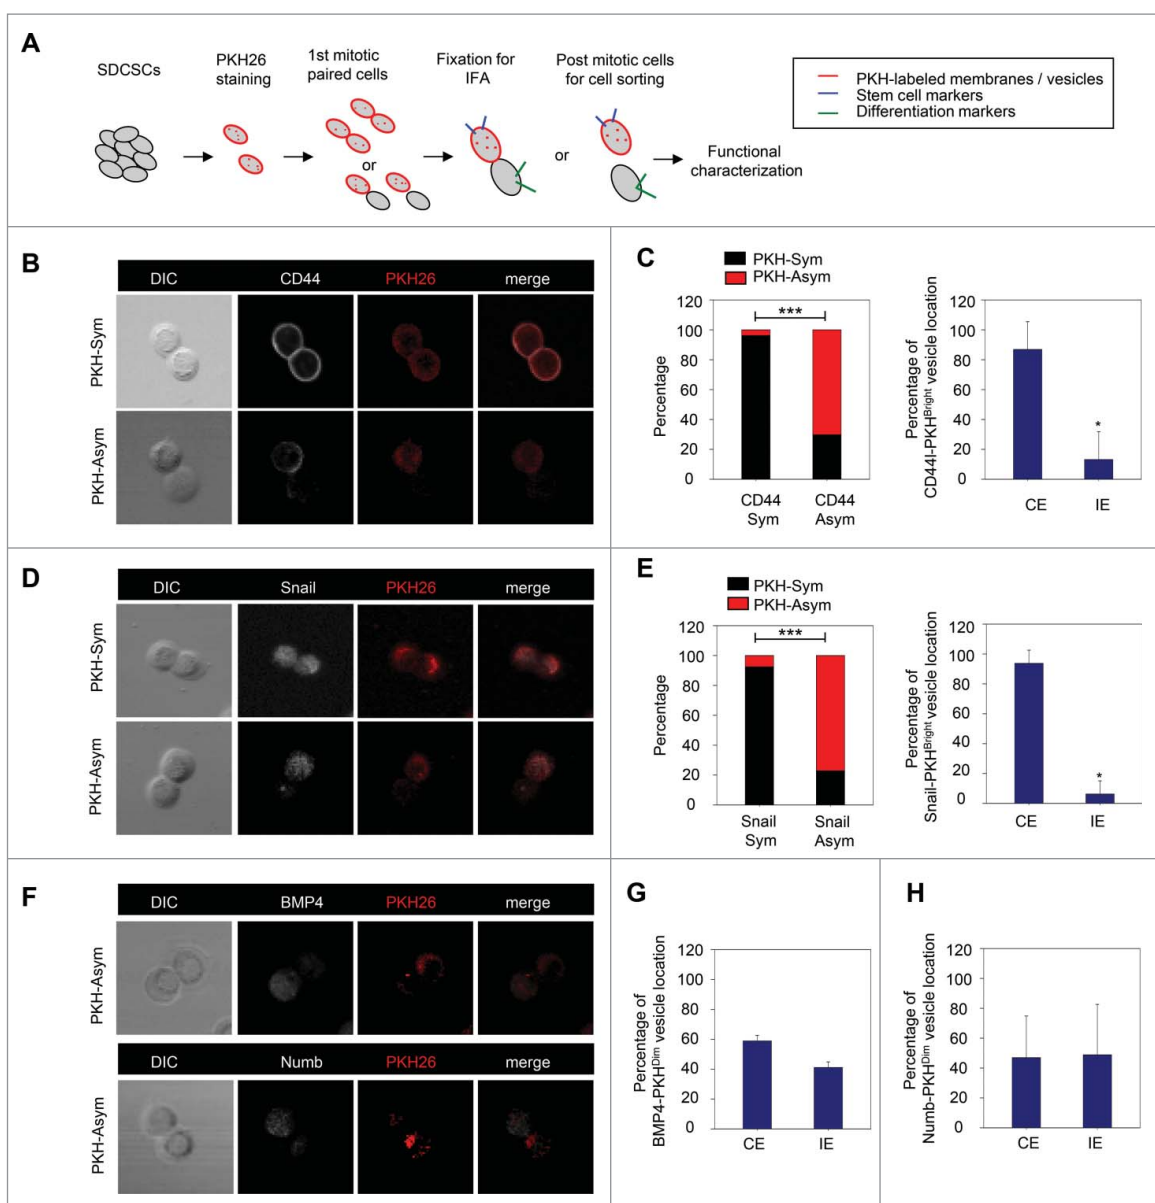 A
SDCSCs
PKH26
staining
1st mitotic
paired cells
or
Fixation for
IFA
or
Post mitotic cells
for cell sorting
Functional
characterization
PKH-labeled membranes / vesicles
Stem cell markers
Differentiation markers
B
DIC CD44 PKH26 merge
PKH-Sym
PKH-Asym
C
PKH-Sym
PKH-Asym
Percentage
120
100
80
60
40
20
0
***
CD44
Sym
CD44
Asym
Percentage of
CD44l-PKHBright vesicle location
120
100
80
60
40
20
0
*
CE IE
D
DIC Snail PKH26 merge
PKH-Sym
PKH-Asym
E
PKH-Sym
PKH-Asym
Percentage
120
100
80
60
40
20
0
***
Snail
Sym
Snail
Asym
Percentage of
Snail-PKHBright vesicle location
120
100
80
60
40
20
0
*
CE IE
F
DIC BMP4 PKH26 merge
PKH-Asym
DIC Numb PKH26 merge
PKH-Asym
G
Percentage of
BMP4-PKHDim vesicle location
120
100
80
60
40
20
0
CE IE
H
Percentage of
Numb-PKHDim vesicle location
120
100
80
60
40
20
0
CE IE